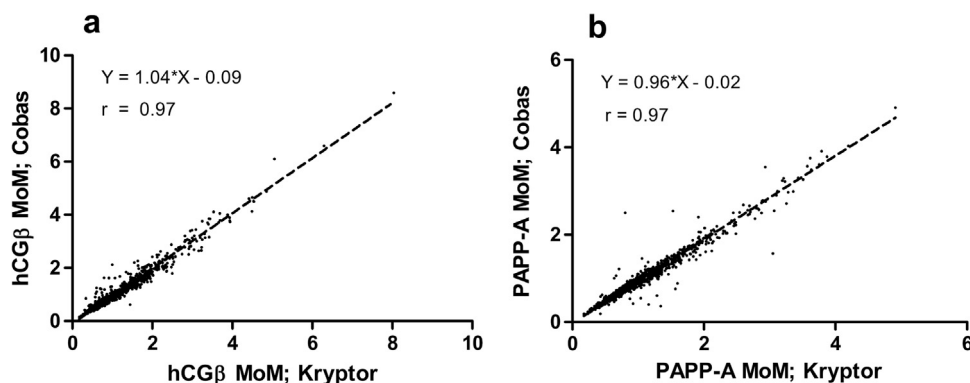 a
10
8
6
4
2
0
Y = 1.04*X - 0.09
r = 0.97
hCGβ MoM; Cobas
0 2 4 6 8 10
hCGβ MoM; Kryptor
b
6
4
2
0
Y = 0.96*X - 0.02
r = 0.97
PAPP-A MoM; Cobas
0 2 4 6
PAPP-A MoM; Kryptor